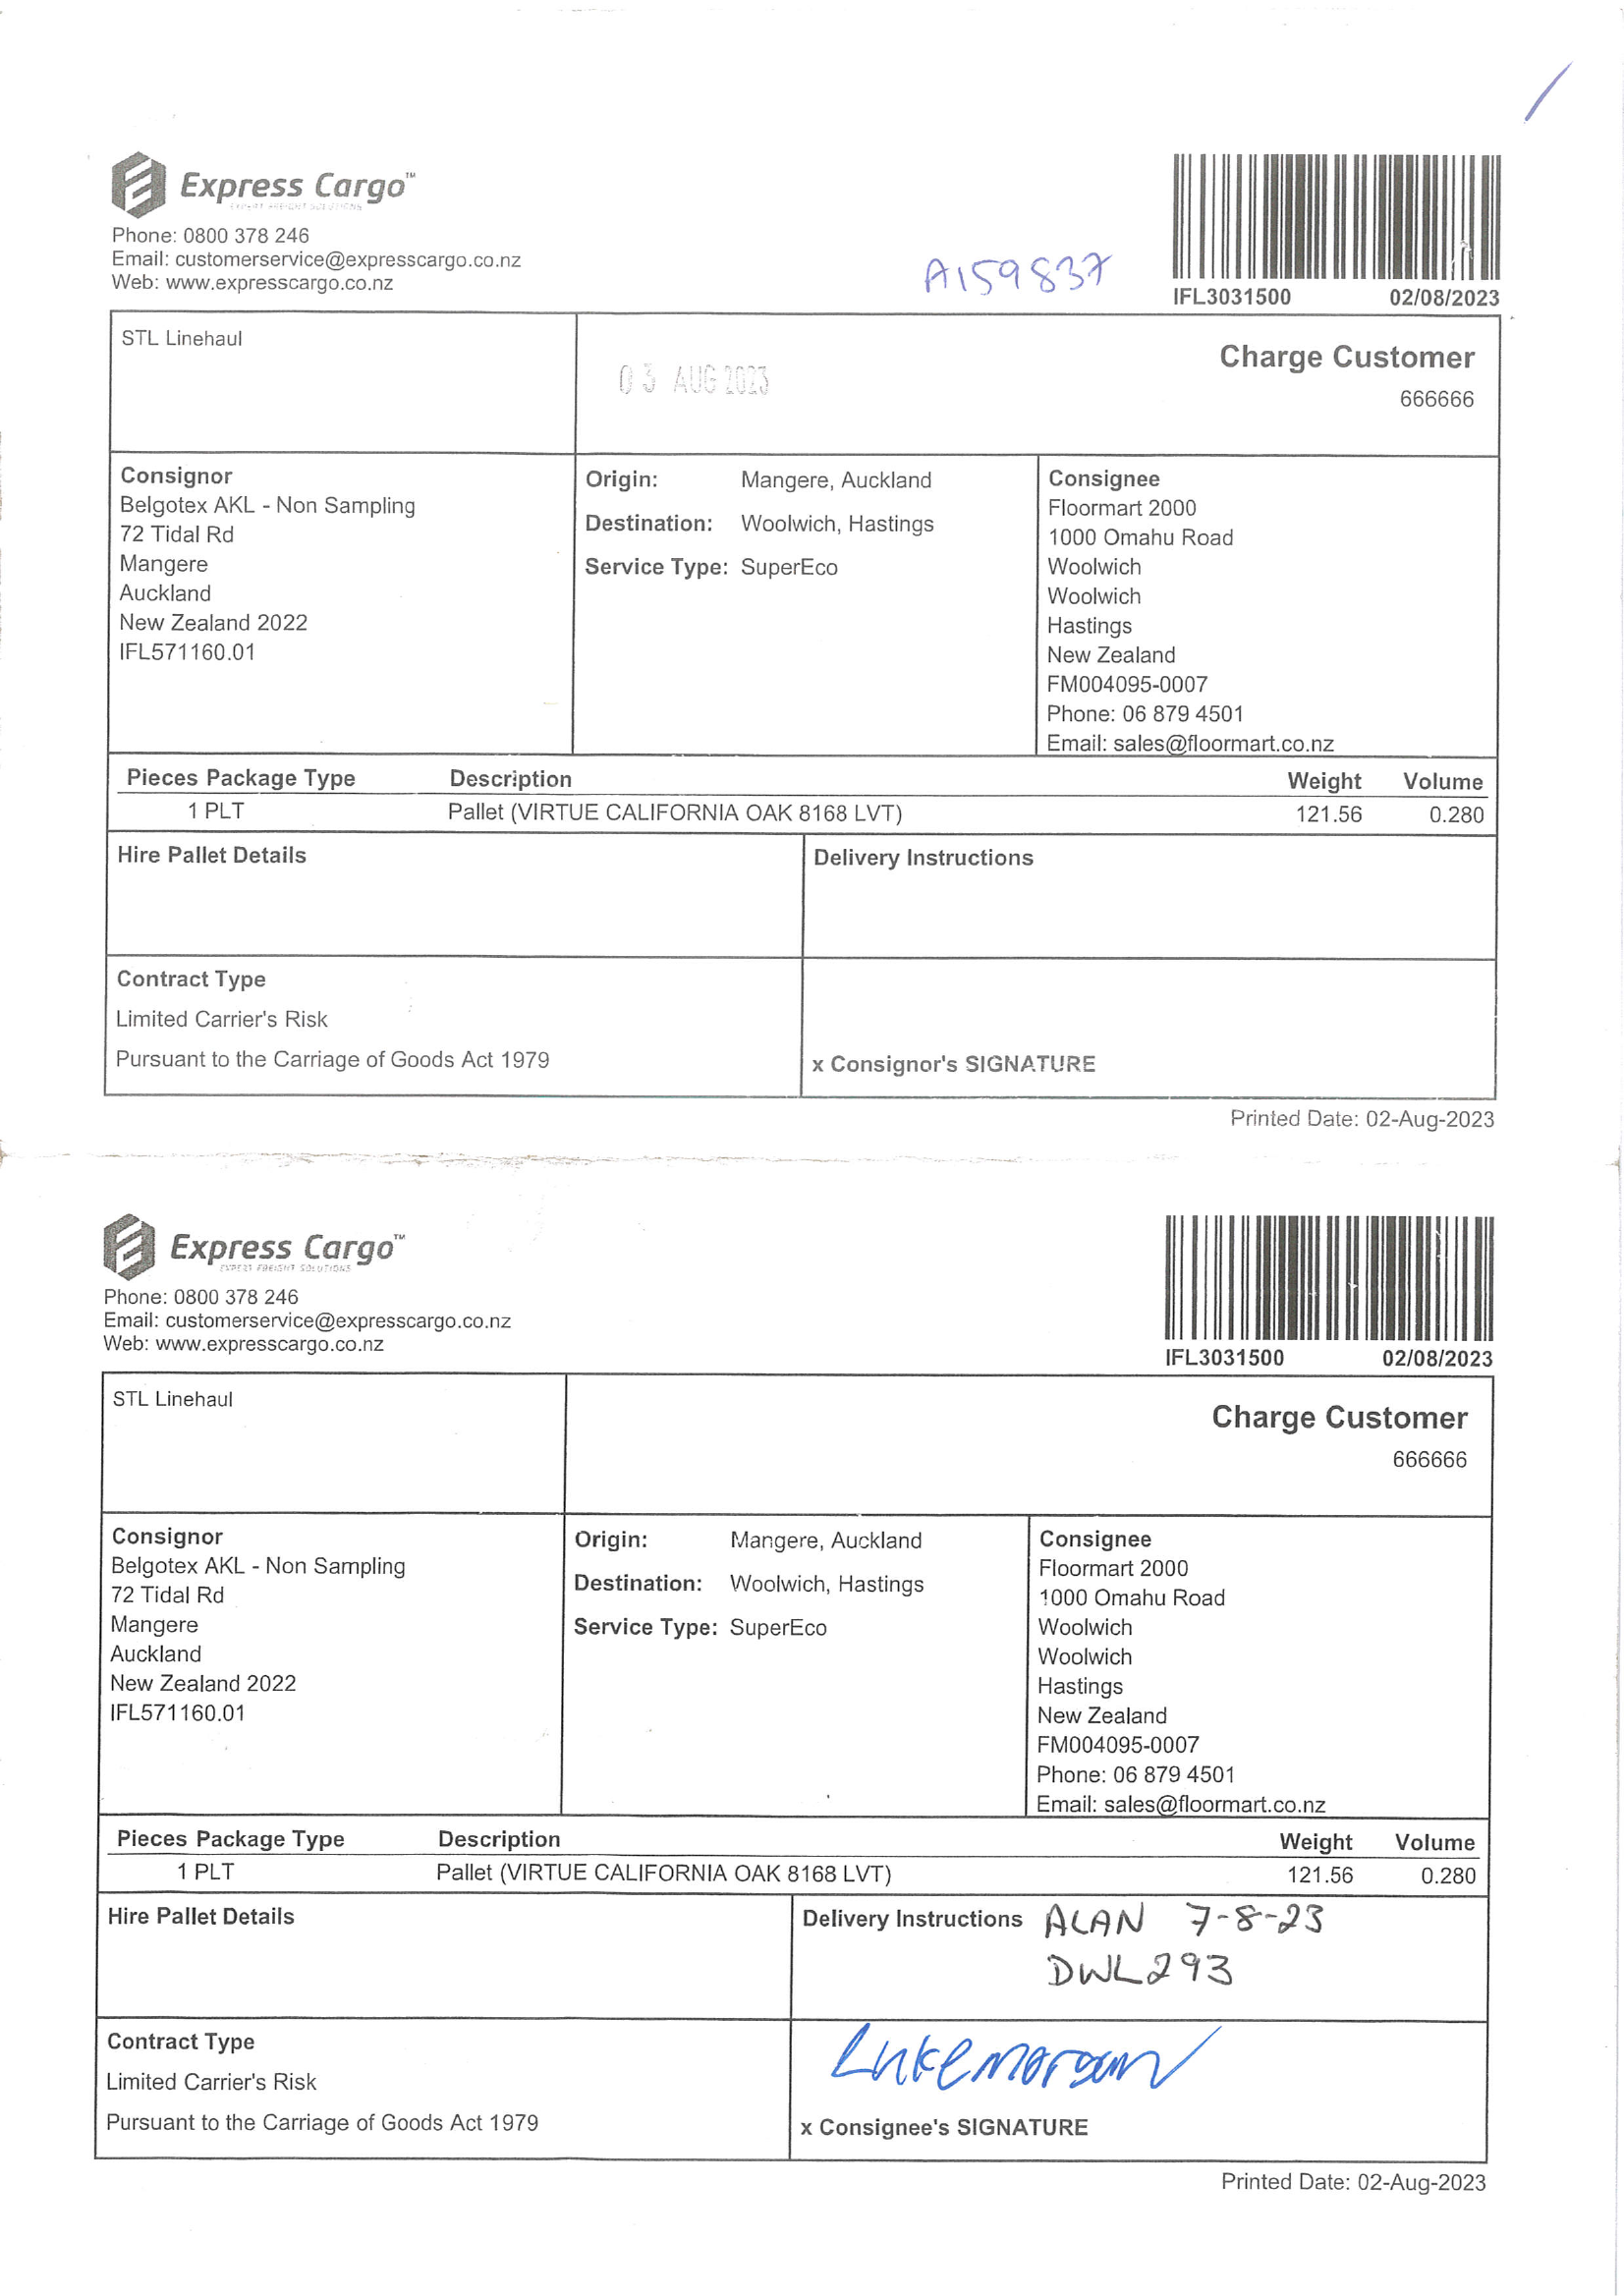 Express Cargo™
EXPERT FREIGHT SOLUTIONS
Phone: 0800 378 246
Email: customerservice@expresscargo.co.nz
Web: www.expresscargo.co.nz
A159837
IFL3031500 02/08/2023
STL Linehaul
03 AUG 2023
Charge Customer
666666
Consignor
Belgotex AKL - Non Sampling
72 Tidal Rd
Mangere
Auckland
New Zealand 2022
IFL571160.01
Origin: Mangere, Auckland
Destination: Woolwich, Hastings
Service Type: SuperEco
Consignee
Floormart 2000
1000 Omahu Road
Woolwich
Woolwich
Hastings
New Zealand
FM004095-0007
Phone: 06 879 4501
Email: sales@floormart.co.nz
Pieces Package Type Description Weight Volume
1 PLT Pallet (VIRTUE CALIFORNIA OAK 8168 LVT) 121.56 0.280
Hire Pallet Details
Delivery Instructions
Contract Type
Limited Carrier's Risk
Pursuant to the Carriage of Goods Act 1979
x Consignor's SIGNATURE
Printed Date: 02-Aug-2023
Express Cargo™
EXPERT FREIGHT SOLUTIONS
Phone: 0800 378 246
Email: customerservice@expresscargo.co.nz
Web: www.expresscargo.co.nz
IFL3031500 02/08/2023
STL Linehaul
Charge Customer
666666
Consignor
Belgotex AKL - Non Sampling
72 Tidal Rd
Mangere
Auckland
New Zealand 2022
IFL571160.01
Origin: Mangere, Auckland
Destination: Woolwich, Hastings
Service Type: SuperEco
Consignee
Floormart 2000
1000 Omahu Road
Woolwich
Woolwich
Hastings
New Zealand
FM004095-0007
Phone: 06 879 4501
Email: sales@floormart.co.nz
Pieces Package Type Description Weight Volume
1 PLT Pallet (VIRTUE CALIFORNIA OAK 8168 LVT) 121.56 0.280
Hire Pallet Details
Delivery Instructions ALAN 7-8-23
DWL293
Contract Type
Limited Carrier's Risk
Pursuant to the Carriage of Goods Act 1979
Luke Morgan
x Consignee's SIGNATURE
Printed Date: 02-Aug-2023